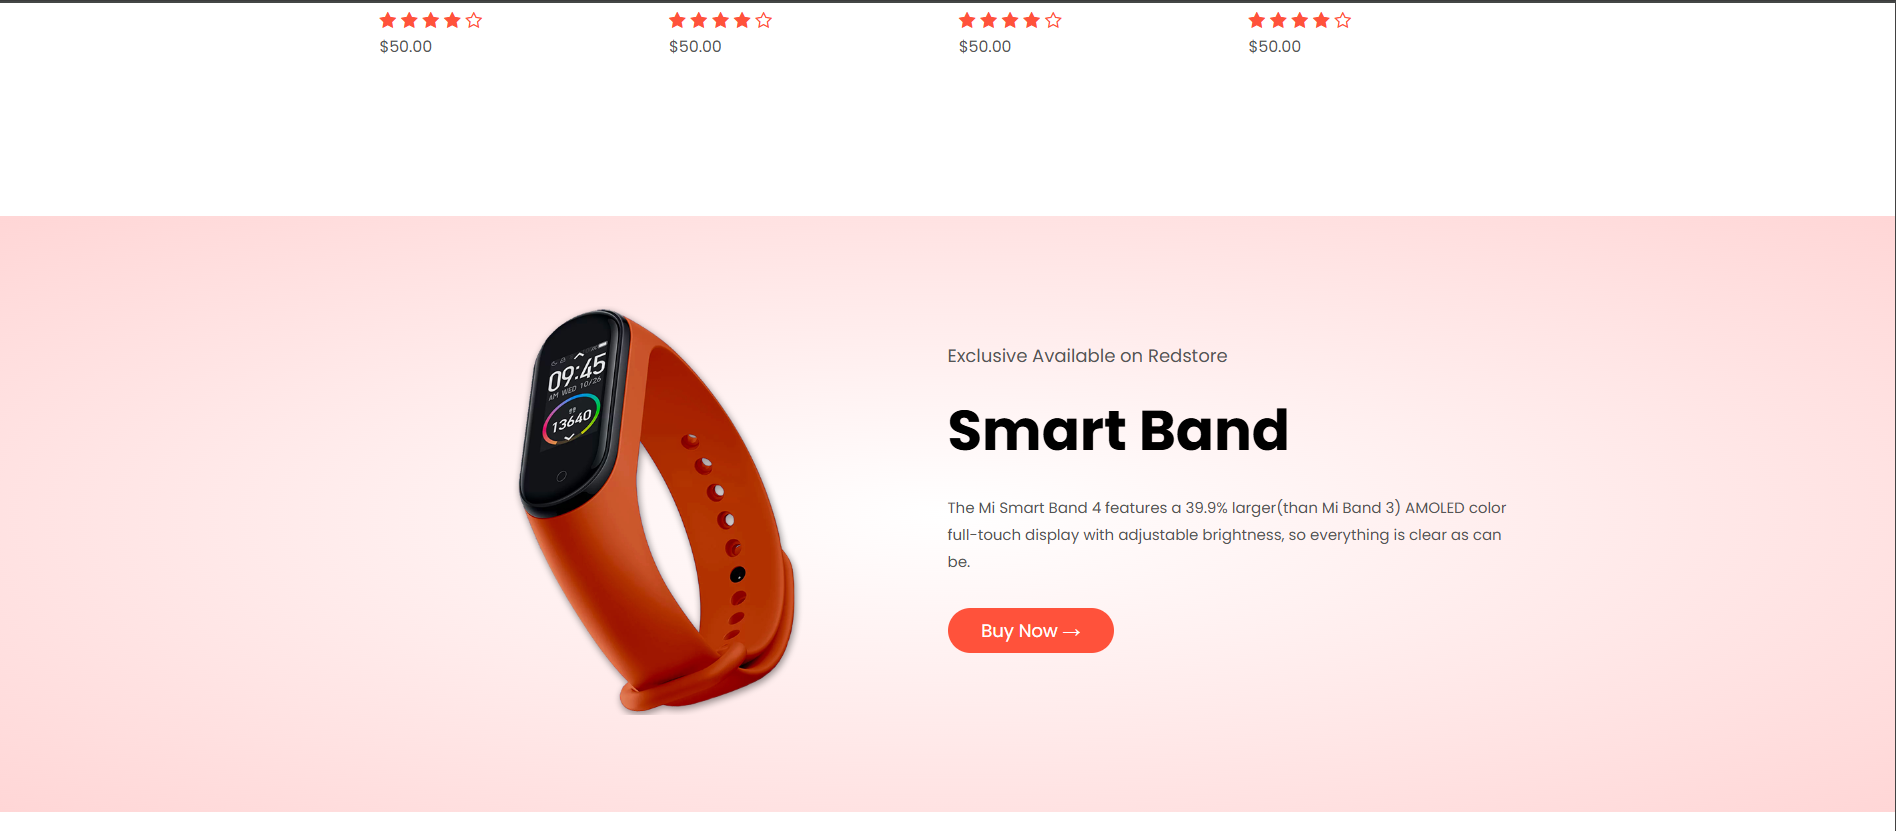 $50.00 $50.00 $50.00 $50.00
Exclusive Available on Redstore
Smart Band
The Mi Smart Band 4 features a 39.9% larger(than Mi Band 3) AMOLED color
full-touch display with adjustable brightness, so everything is clear as can
be.
Buy Now →
09:45
AM WED 10/26
13640